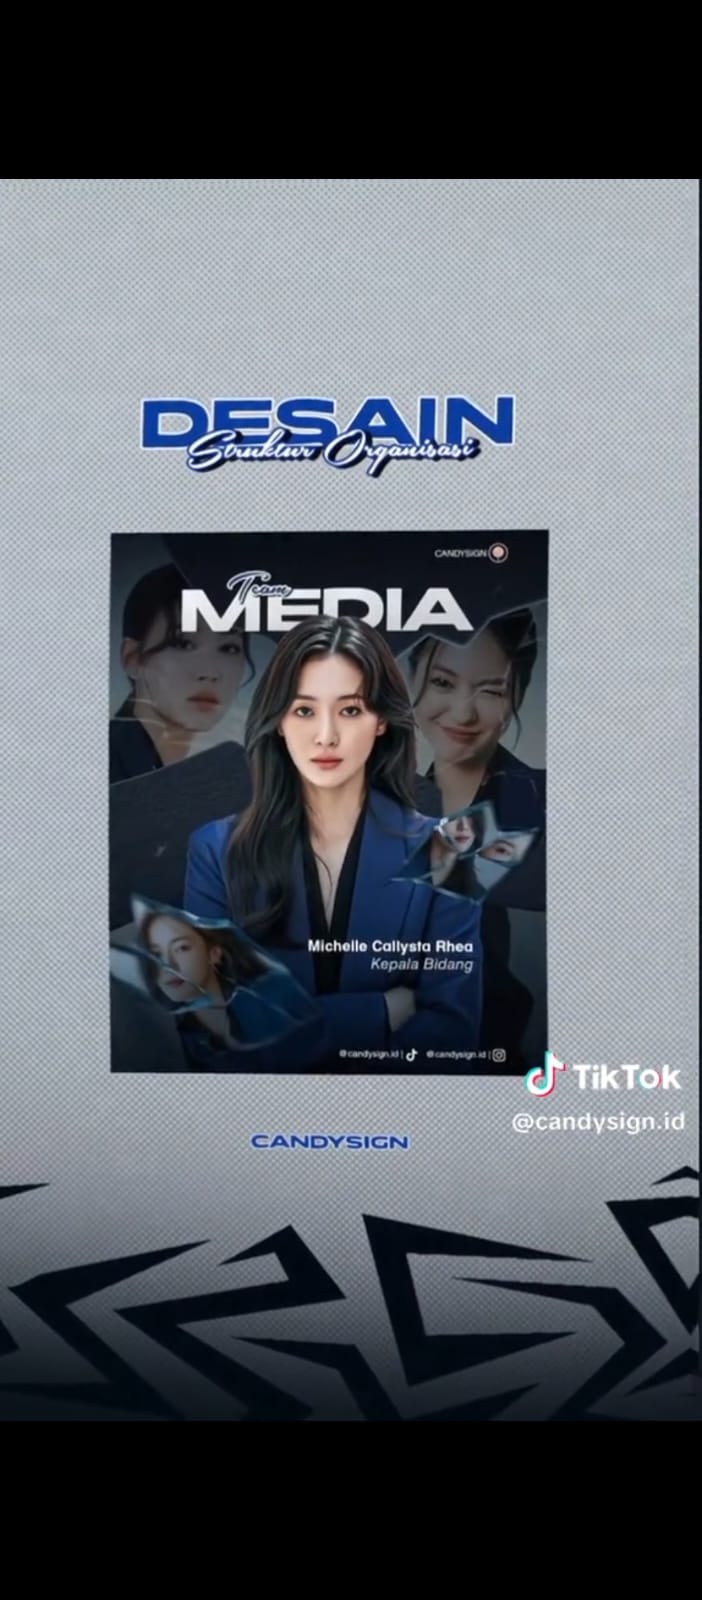 DESAIN
Struktur Organisasi
CANDYSIGN
Team
MEDIA
Michelle Callysta Rhea
Kepala Bidang
@candysign.id | @candysign.id |
TikTok
@candysign.id
CANDYSIGN